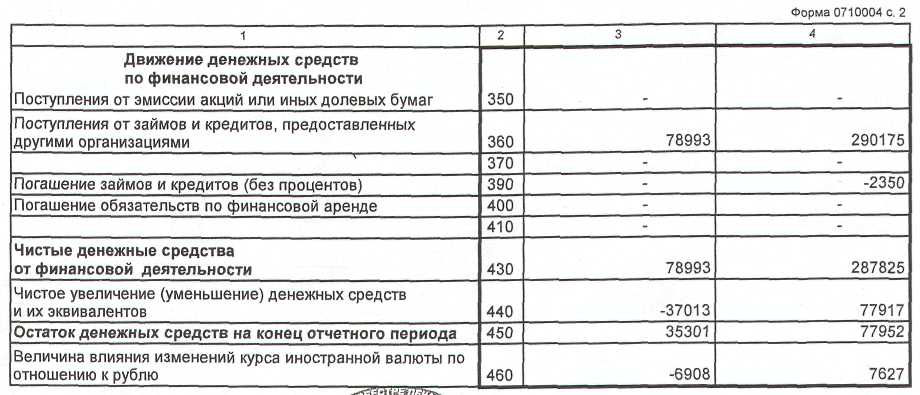 Форма 0710004 с. 2
1 2 3 4
Движение денежных средств
по финансовой деятельности
Поступления от эмиссии акций или иных долевых бумаг 350 - -
Поступления от займов и кредитов, предоставленных
другими организациями 360 78993 290175
370 - -
Погашение займов и кредитов (без процентов) 390 - -2350
Погашение обязательств по финансовой аренде 400 - -
410 - -
Чистые денежные средства
от финансовой деятельности 430 78993 287825
Чистое увеличение (уменьшение) денежных средств
и их эквивалентов 440 -37013 77917
Остаток денежных средств на конец отчетного периода 450 35301 77952
Величина влияния изменений курса иностранной валюты по
отношению к рублю 460 -6908 7627